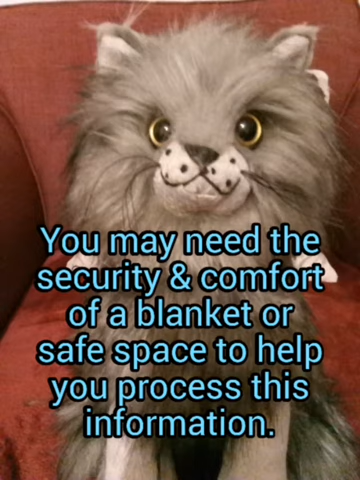 You may need the
security & comfort
of a blanket or
safe space to help
you process this
information.